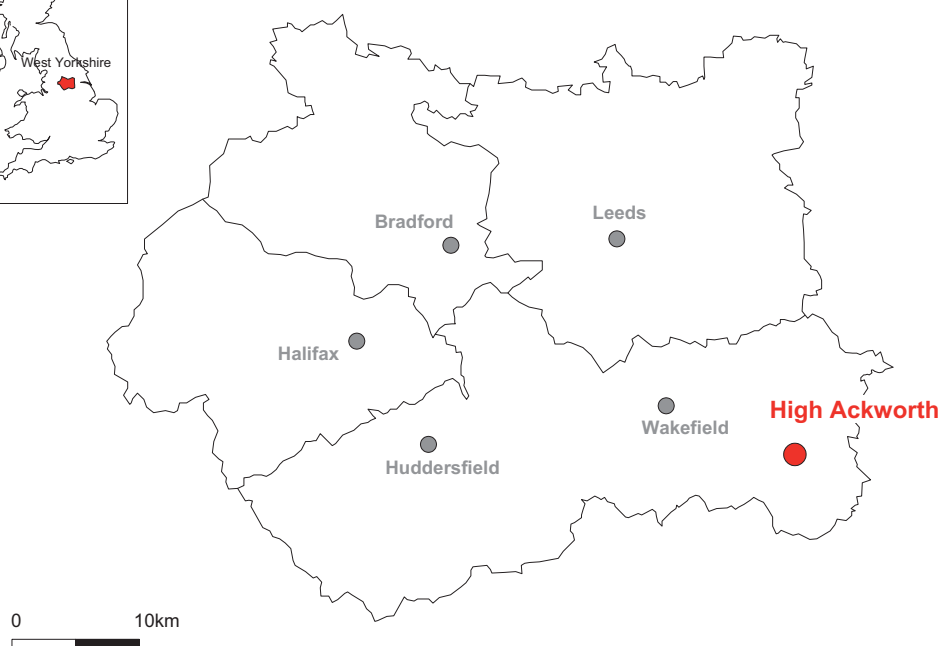 West Yorkshire
Leeds
Bradford
Halifax
High Ackworth
Wakefield
Huddersfield
0 10km